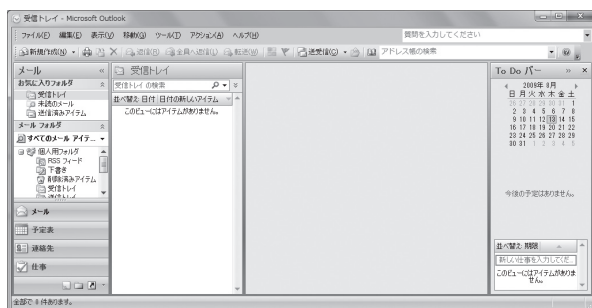 受信トレイ - Microsoft Outlook
ファイル(F) 編集(E) 表示(V) 移動(G) ツール(T) アクション(A) ヘルプ(H)
質問を入力してください
新規作成(N) 返信(R) 全員へ返信(L) 転送(W) 送受信(C) アドレス帳の検索
メール
お気に入りフォルダ
受信トレイ
未読のメール
送信済みアイテム
メール フォルダ
すべてのメール アイテ...
個人用フォルダ
RSS フィード
下書き
削除済みアイテム
受信トレイ
送信トレイ
メール
予定表
連絡先
仕事
受信トレイ
受信トレイ の検索
並べ替え: 日付 日付の新しいアイテム
このビューにはアイテムがありません。
To Do バー
2009年 8月
日 月 火 水 木 金 土
26 27 28 29 30 31 1
2 3 4 5 6 7 8
9 10 11 12 13 14 15
16 17 18 19 20 21 22
23 24 25 26 27 28 29
30 31 1 2 3 4 5
今後の予定はありません。
並べ替え: 期限
新しい仕事を入力してくだ...
このビューにはアイテムがありま
せん。
全部で 0 件あります。